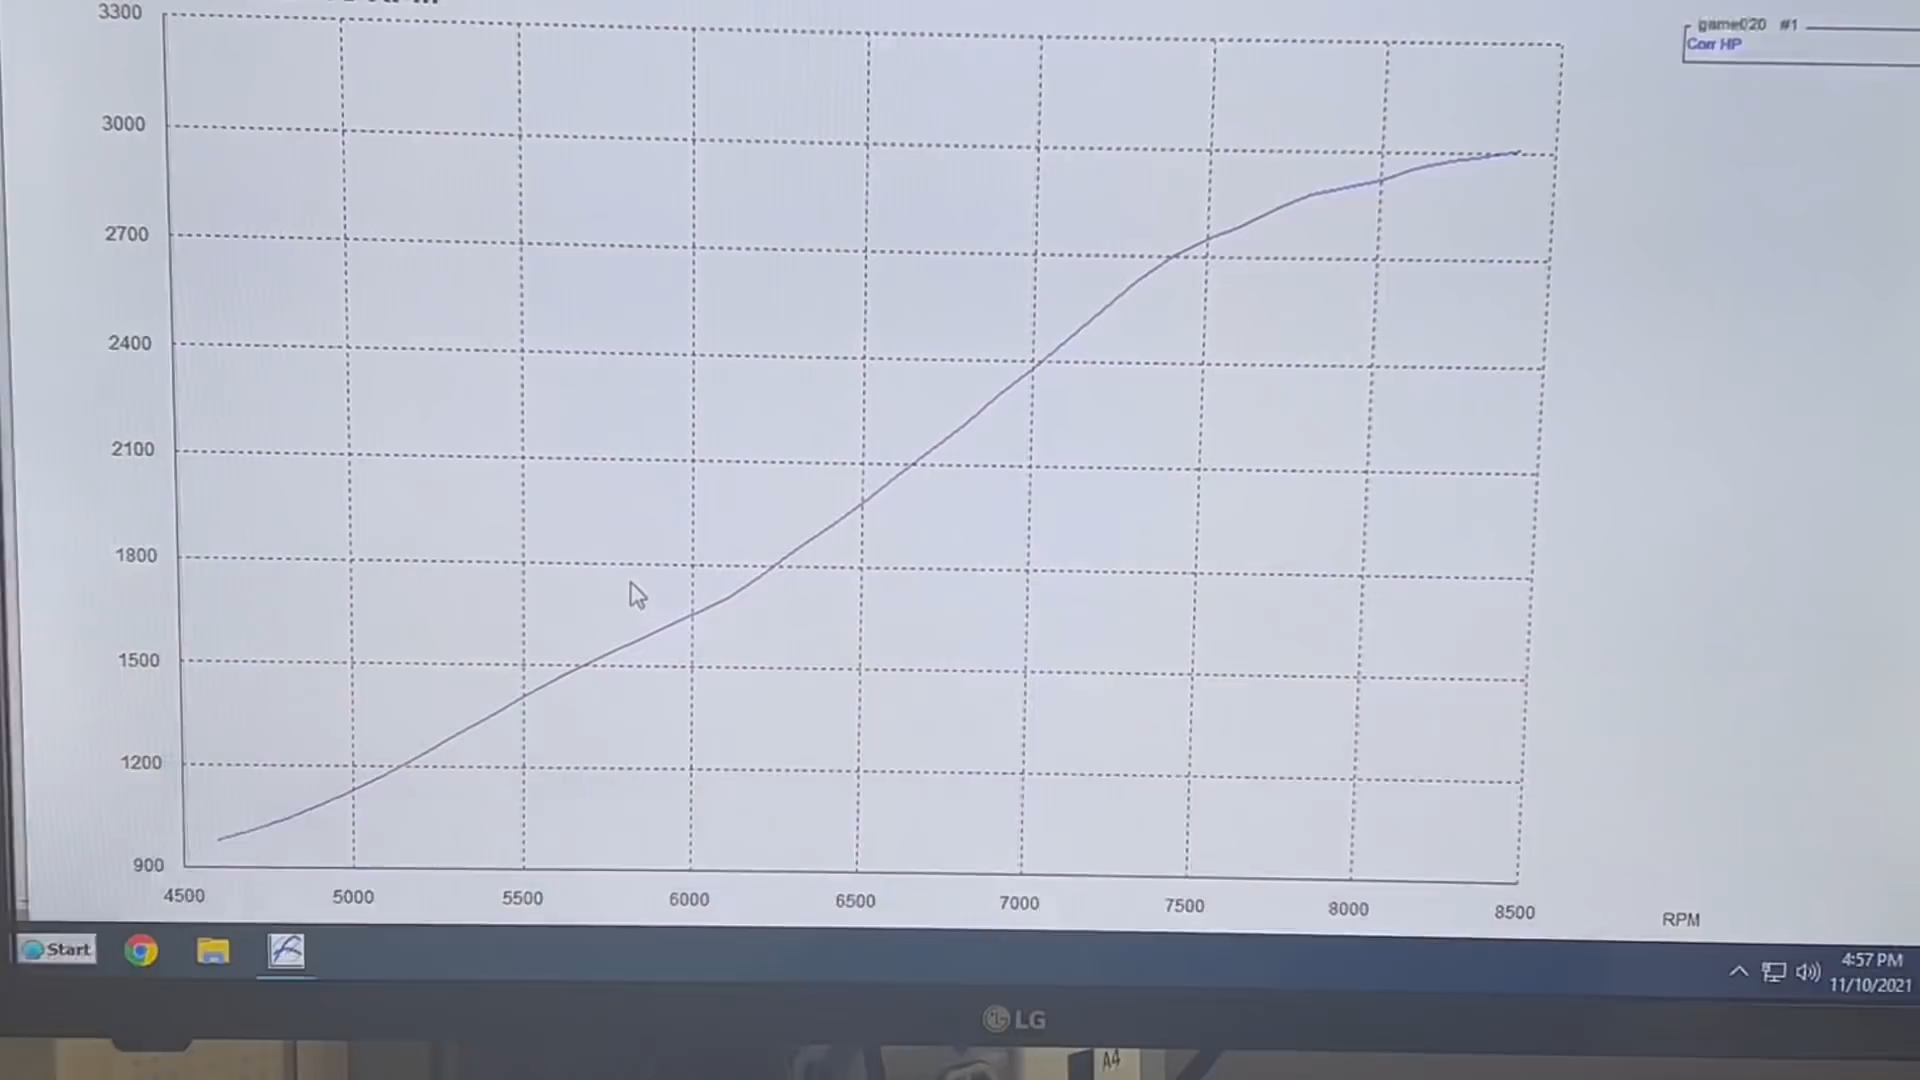 3300
game020 #1
Corr HP
3000
2700
2400
2100
1800
1500
1200
900
4500 5000 5500 6000 6500 7000 7500 8000 8500 RPM
Start
4:57 PM
11/10/2021
LG
A4